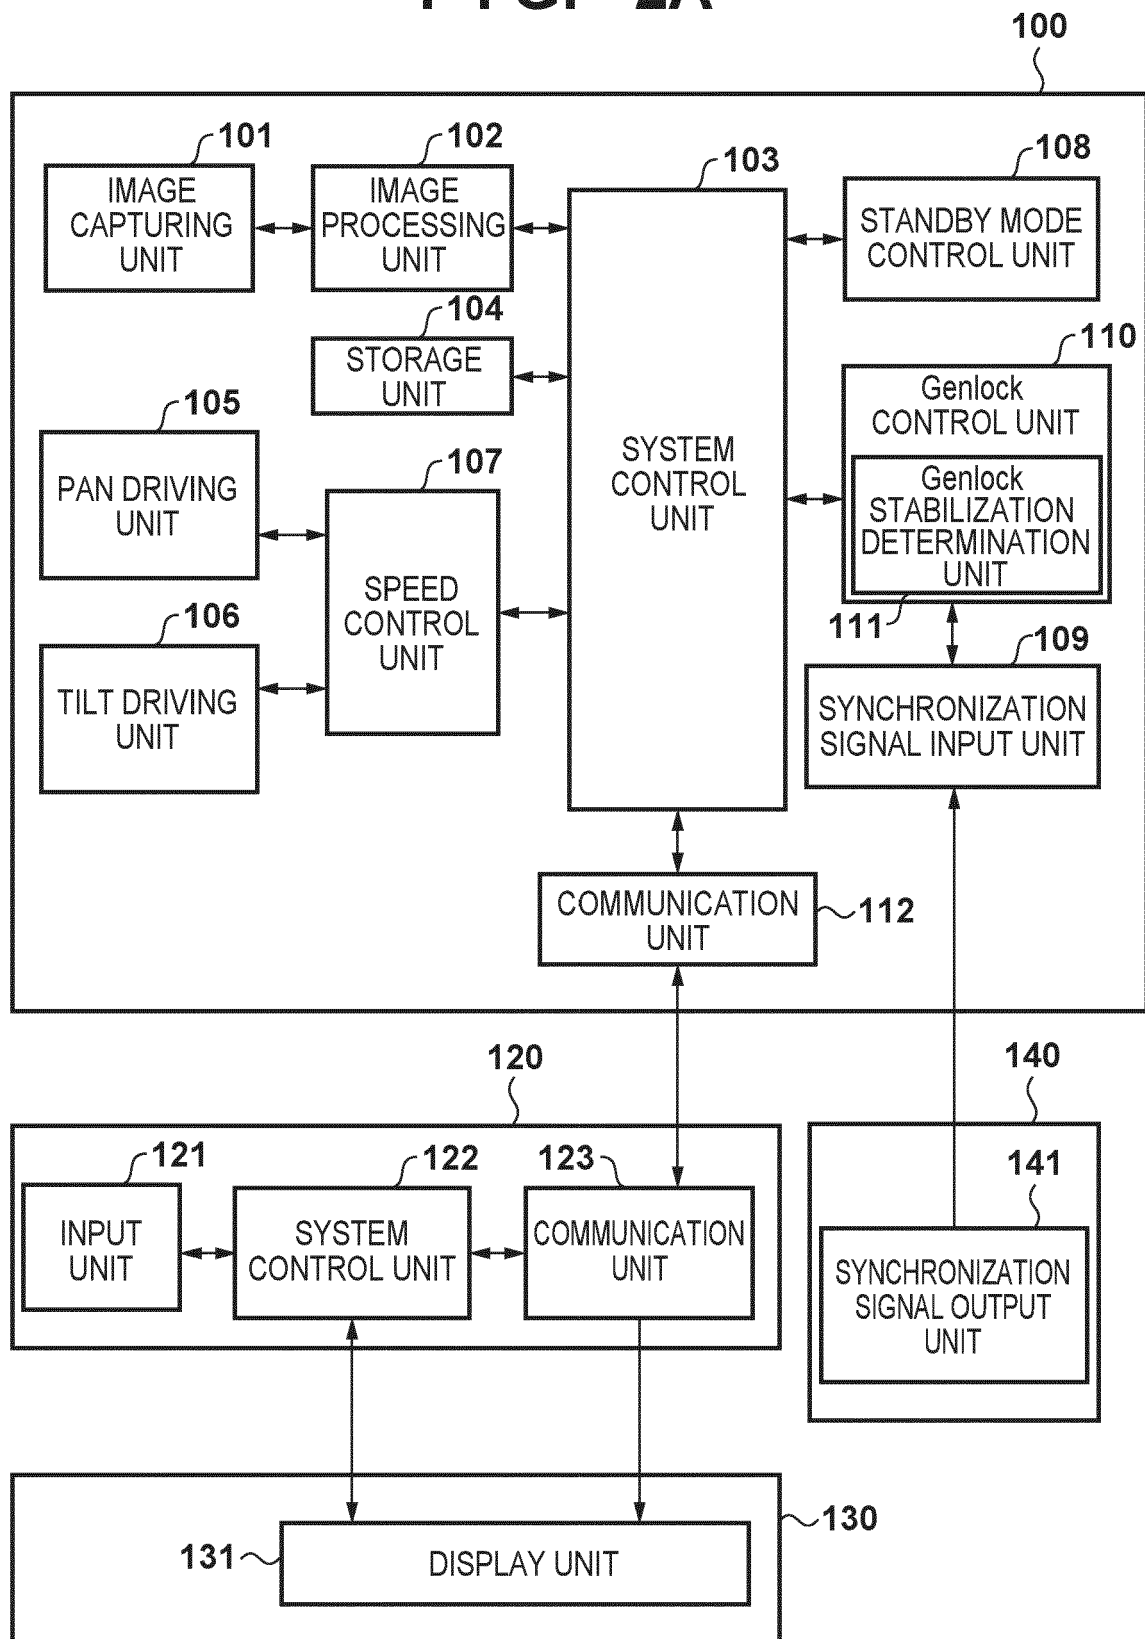 FIG. 2A
100
101
IMAGE
CAPTURING
UNIT
102
IMAGE
PROCESSING
UNIT
103
SYSTEM
CONTROL
UNIT
108
STANDBY MODE
CONTROL UNIT
104
STORAGE
UNIT
110
Genlock
CONTROL UNIT
Genlock
STABILIZATION
DETERMINATION
UNIT
111
105
PAN DRIVING
UNIT
107
SPEED
CONTROL
UNIT
106
TILT DRIVING
UNIT
109
SYNCHRONIZATION
SIGNAL INPUT UNIT
COMMUNICATION
UNIT
112
120
121
INPUT
UNIT
122
SYSTEM
CONTROL UNIT
123
COMMUNICATION
UNIT
140
141
SYNCHRONIZATION
SIGNAL OUTPUT
UNIT
130
131
DISPLAY UNIT